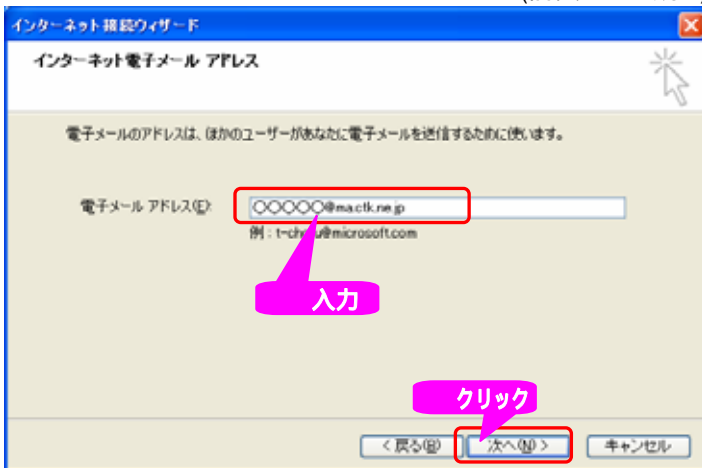 インターネット接続ウィザード
インターネット電子メール アドレス
電子メールのアドレスは、ほかのユーザーがあなたに電子メールを送信するために使います。
電子メール アドレス(E):
○○○○○@ma.ctk.ne.jp
@microsoft.com
入力
クリック
< 戻る(B)
次へ(N) >
キャンセル